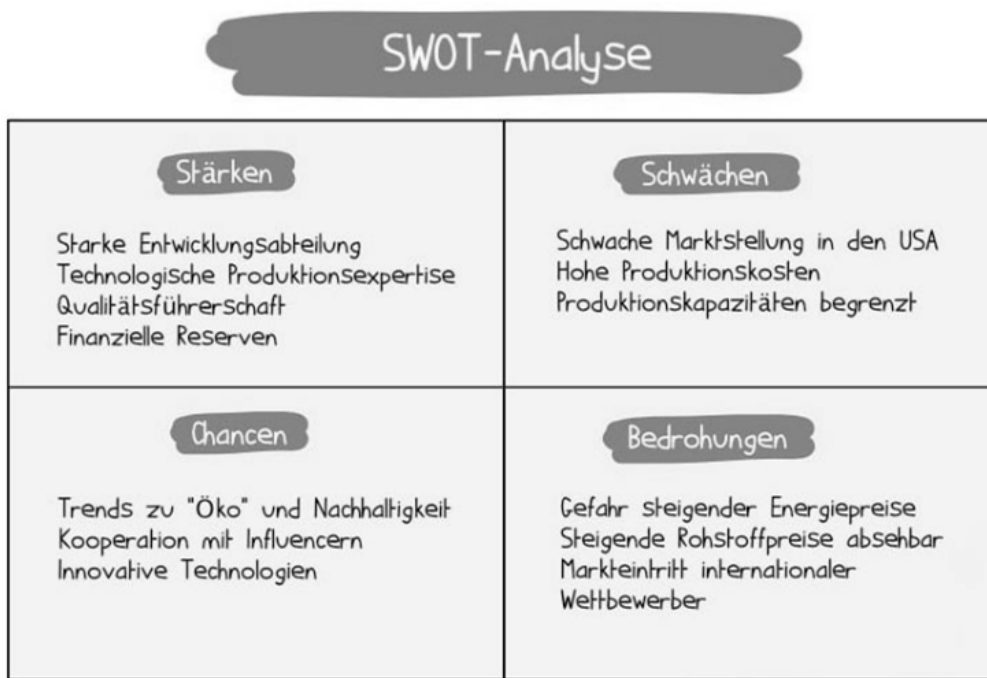 SWOT-Analyse
Stärken
Starke Entwicklungsabteilung
Technologische Produktionsexpertise
Qualitätsführerschaft
Finanzielle Reserven
Schwächen
Schwache Marktstellung in den USA
Hohe Produktionskosten
Produktionskapazitäten begrenzt
Chancen
Trends zu "Öko" und Nachhaltigkeit
Kooperation mit Influencern
Innovative Technologien
Bedrohungen
Gefahr steigender Energiepreise
Steigende Rohstoffpreise absehbar
Markteintritt internationaler
Wettbewerber